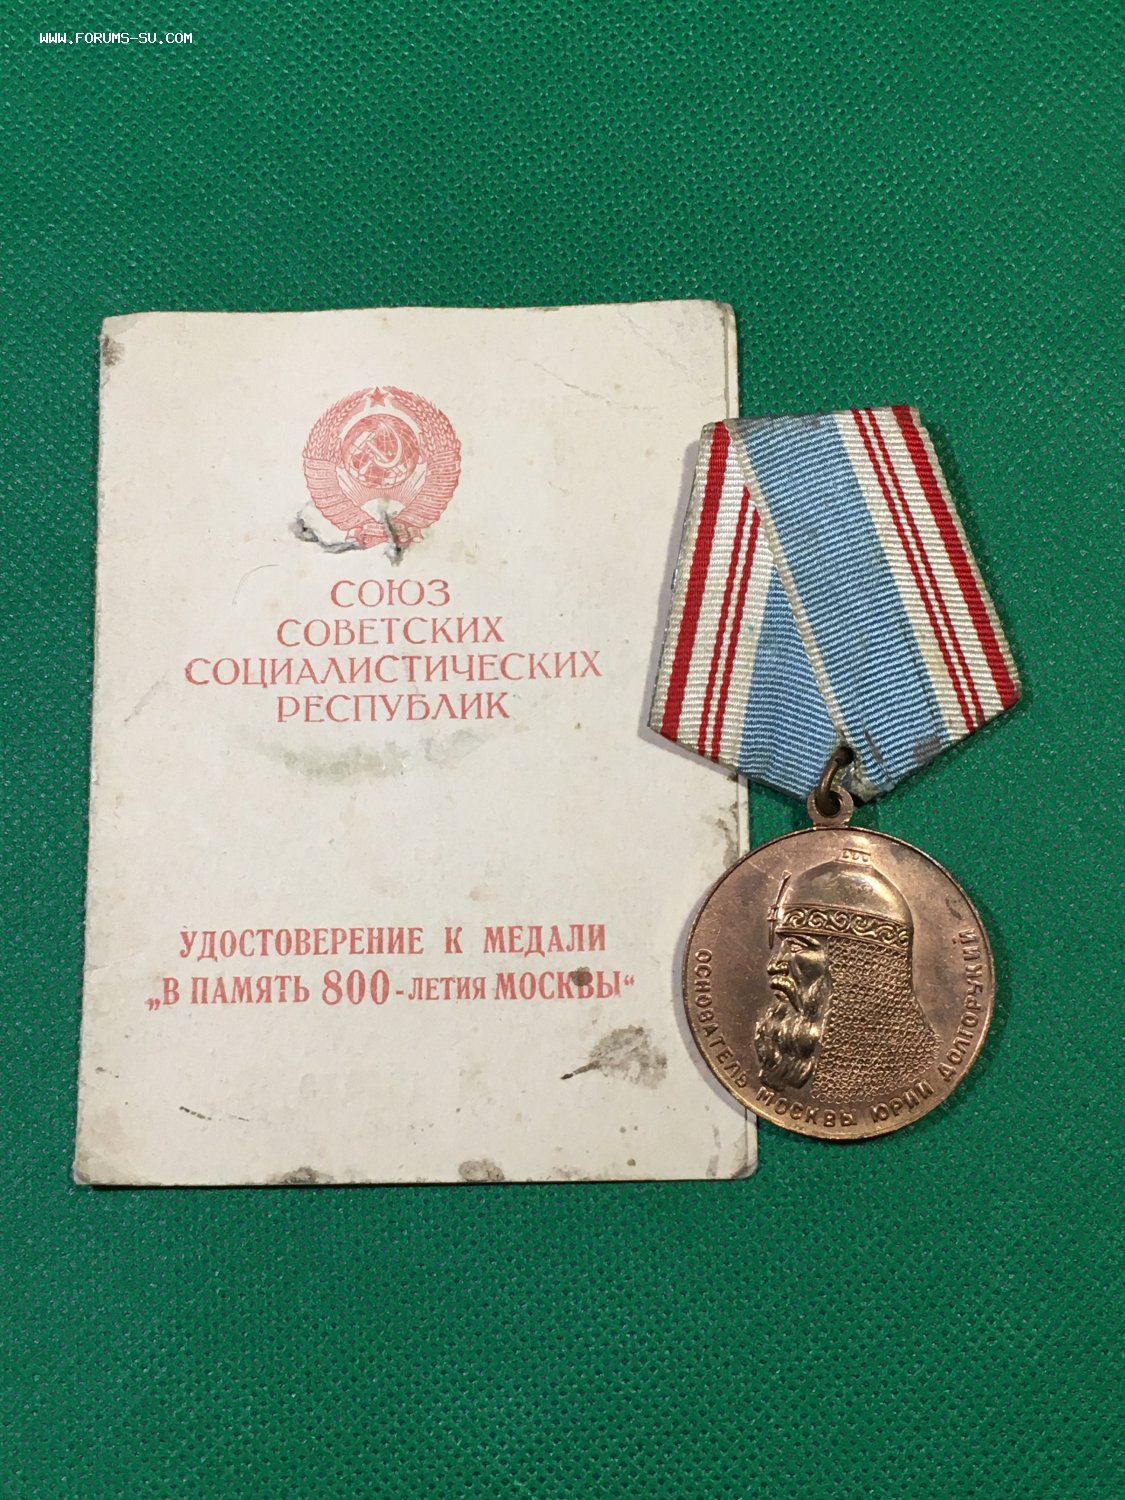 WWW.FORUMS-SU.COM
СОЮЗ
СОВЕТСКИХ
СОЦИАЛИСТИЧЕСКИХ
РЕСПУБЛИК
УДОСТОВЕРЕНИЕ К МЕДАЛИ
„В ПАМЯТЬ 800-ЛЕТИЯ МОСКВЫ“
ОСНОВАТЕЛЬ МОСКВЫ ЮРИЙ ДОЛГОРУКИЙ